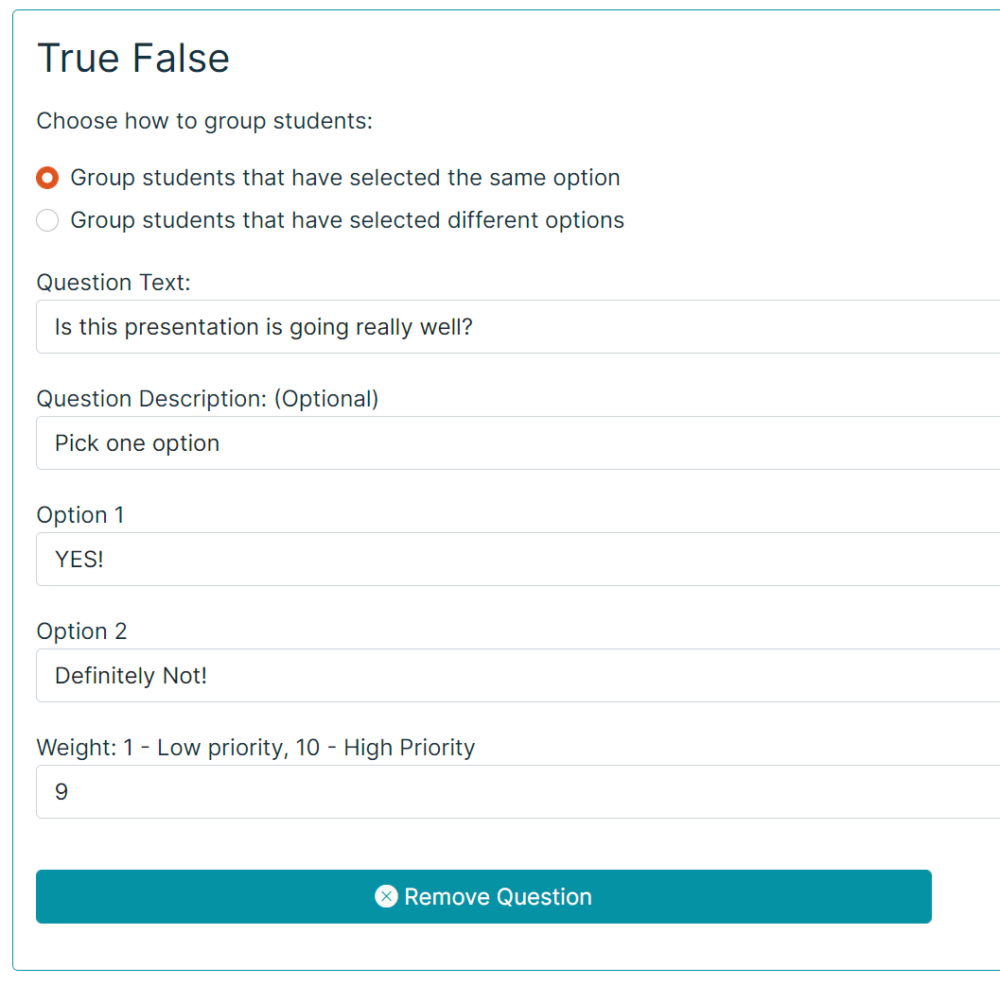 True False
Choose how to group students:
Group students that have selected the same option
Group students that have selected different options
Question Text:
Is this presentation is going really well?
Question Description: (Optional)
Pick one option
Option 1
YES!
Option 2
Definitely Not!
Weight: 1 - Low priority, 10 - High Priority
9
Remove Question